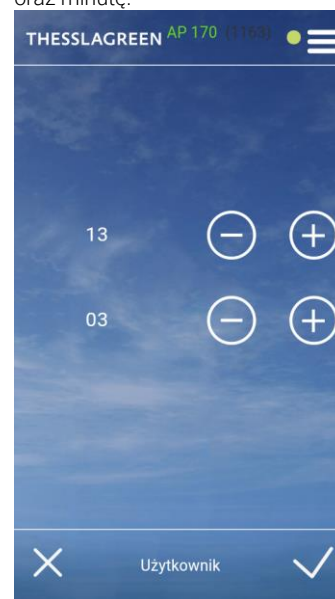 oraz minutę.
THESSLAGREEN AP 170 (1163)
13
03
Użytkownik